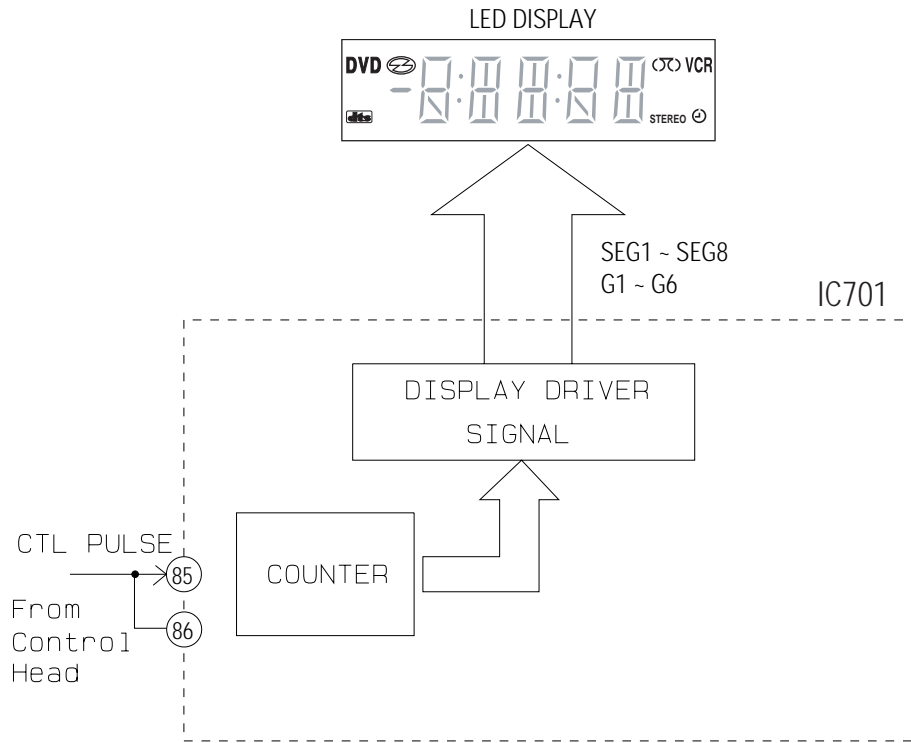 LED DISPLAY
DVD VCR
dts STEREO
SEG1 ~ SEG8
G1 ~ G6
IC701
DISPLAY DRIVER
SIGNAL
CTL PULSE
85
COUNTER
From
Control
Head
86